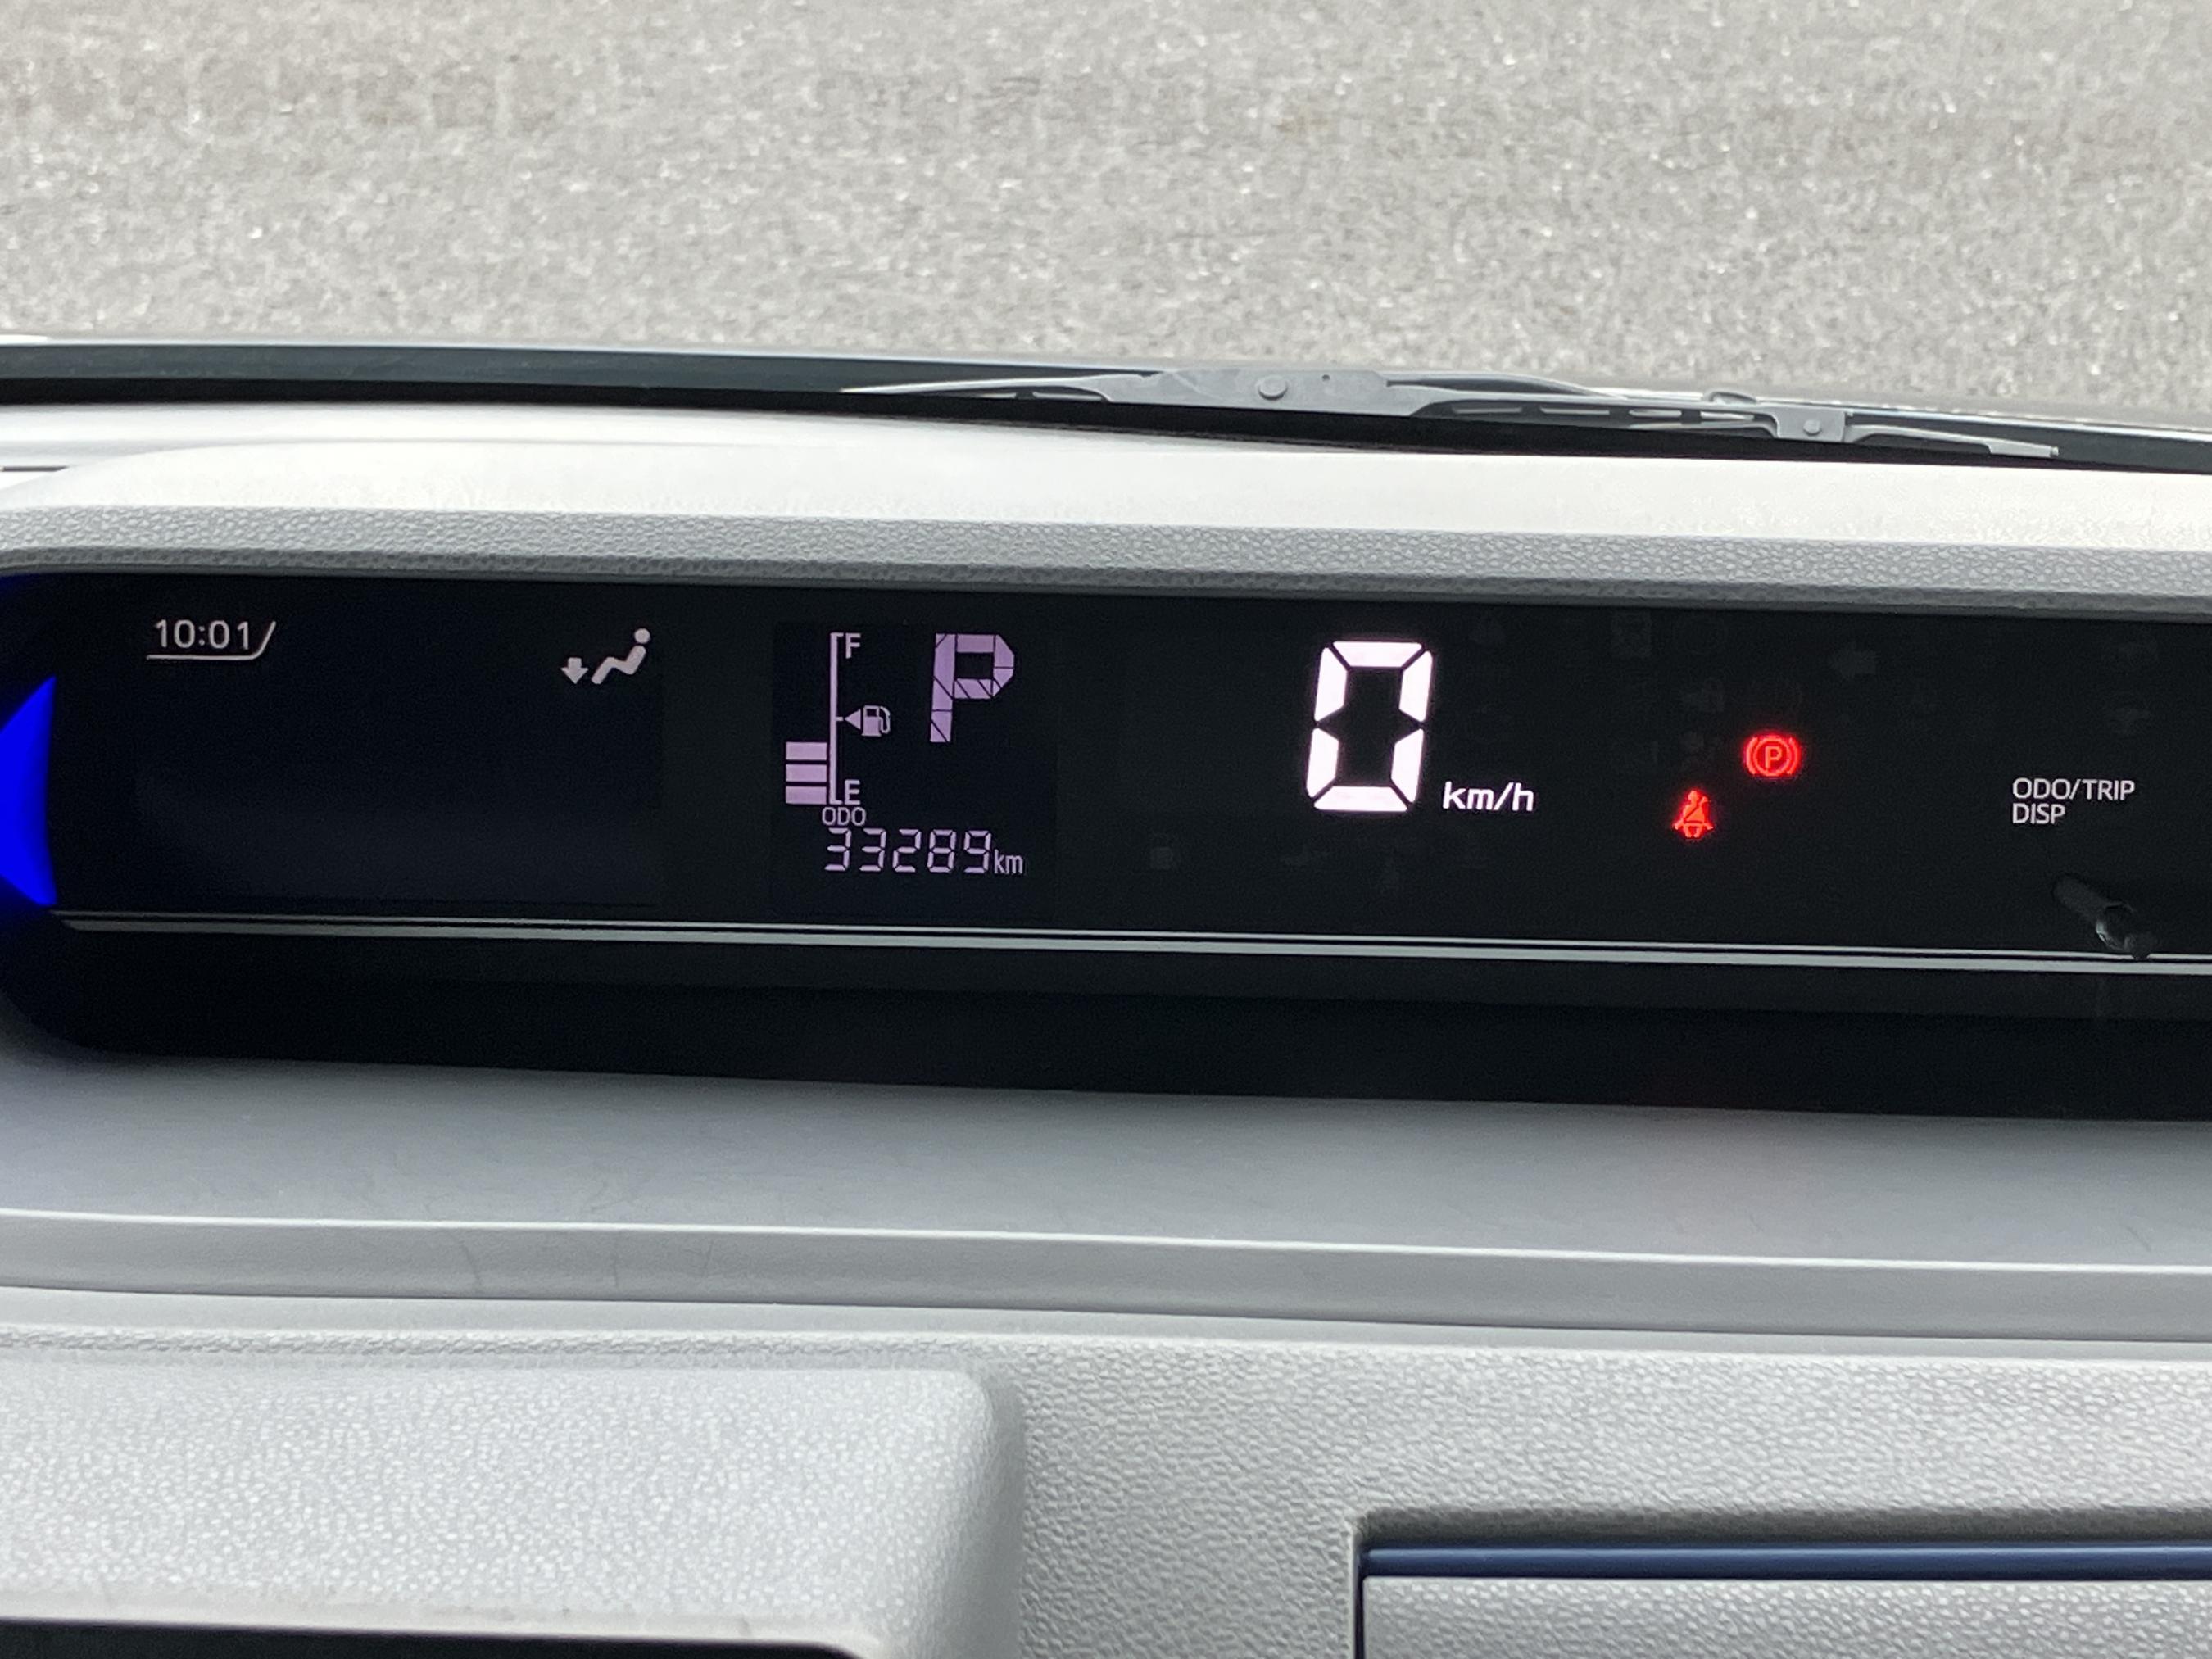 10:01
F
P
E
ODO
33289km
0 km/h
P
ODO/TRIP
DISP